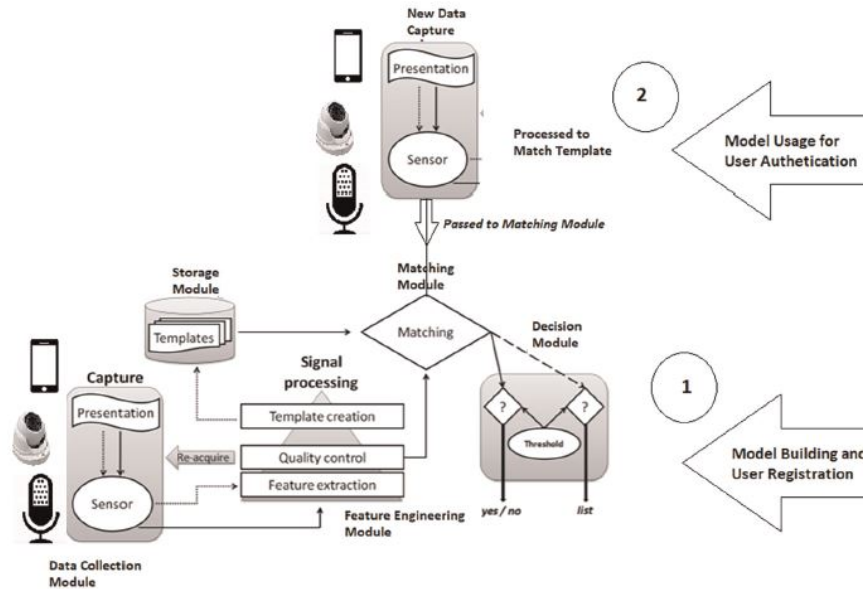 New Data
Capture
Presentation
Sensor
Processed to
Match Template
2
Model Usage for
User Authetication
Passed to Matching Module
Storage
Module
Templates
Matching
Module
Matching
Decision
Module
?
?
Threshold
yes / no
list
1
Model Building and
User Registration
Signal
processing
Template creation
Quality control
Feature extraction
Re-acquire
Feature Engineering
Module
Capture
Presentation
Sensor
Data Collection
Module